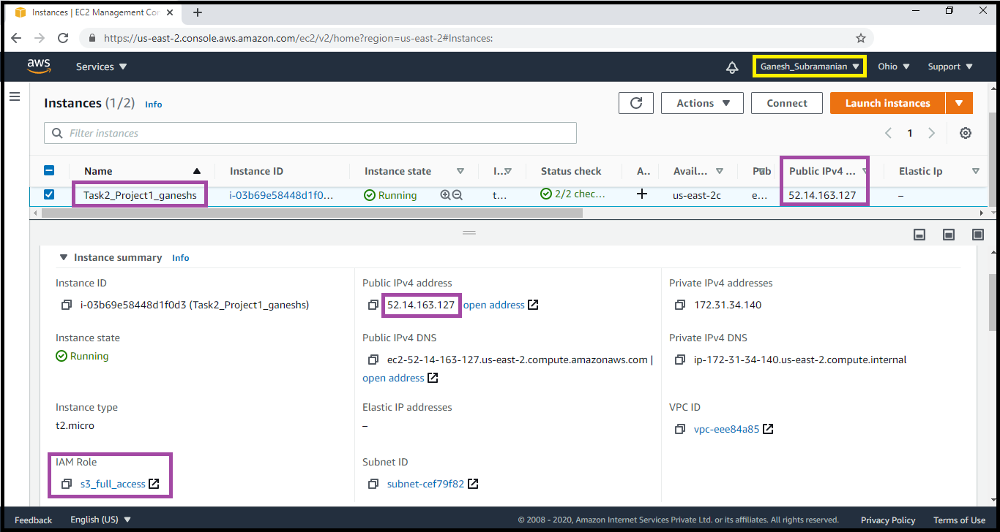 Instances | EC2 Management Con
https://us-east-2.console.aws.amazon.com/ec2/v2/home?region=us-east-2#Instances:
aws Services Ganesh_Subramanian Ohio Support
Instances (1/2) Info Actions Connect Launch instances
Filter instances 1
Name Instance ID Instance state I... Status check A.. Avail... Pub Public IPv4 ... Elastic Ip
Task2_Project1_ganeshs i-03b69e58448d1f0... Running t... 2/2 chec... us-east-2c e... 52.14.163.127 –
Instance summary Info
Instance ID Public IPv4 address Private IPv4 addresses
i-03b69e58448d1f0d3 (Task2_Project1_ganeshs) 52.14.163.127 open address 172.31.34.140
Instance state Public IPv4 DNS Private IPv4 DNS
Running ec2-52-14-163-127.us-east-2.compute.amazonaws.com | ip-172-31-34-140.us-east-2.compute.internal
open address
Instance type Elastic IP addresses VPC ID
t2.micro – vpc-eee84a85
IAM Role Subnet ID
s3_full_access subnet-cef79f82
Feedback English (US) © 2008 - 2020, Amazon Internet Services Private Ltd. or its affiliates. All rights reserved. Privacy Policy Terms of Use